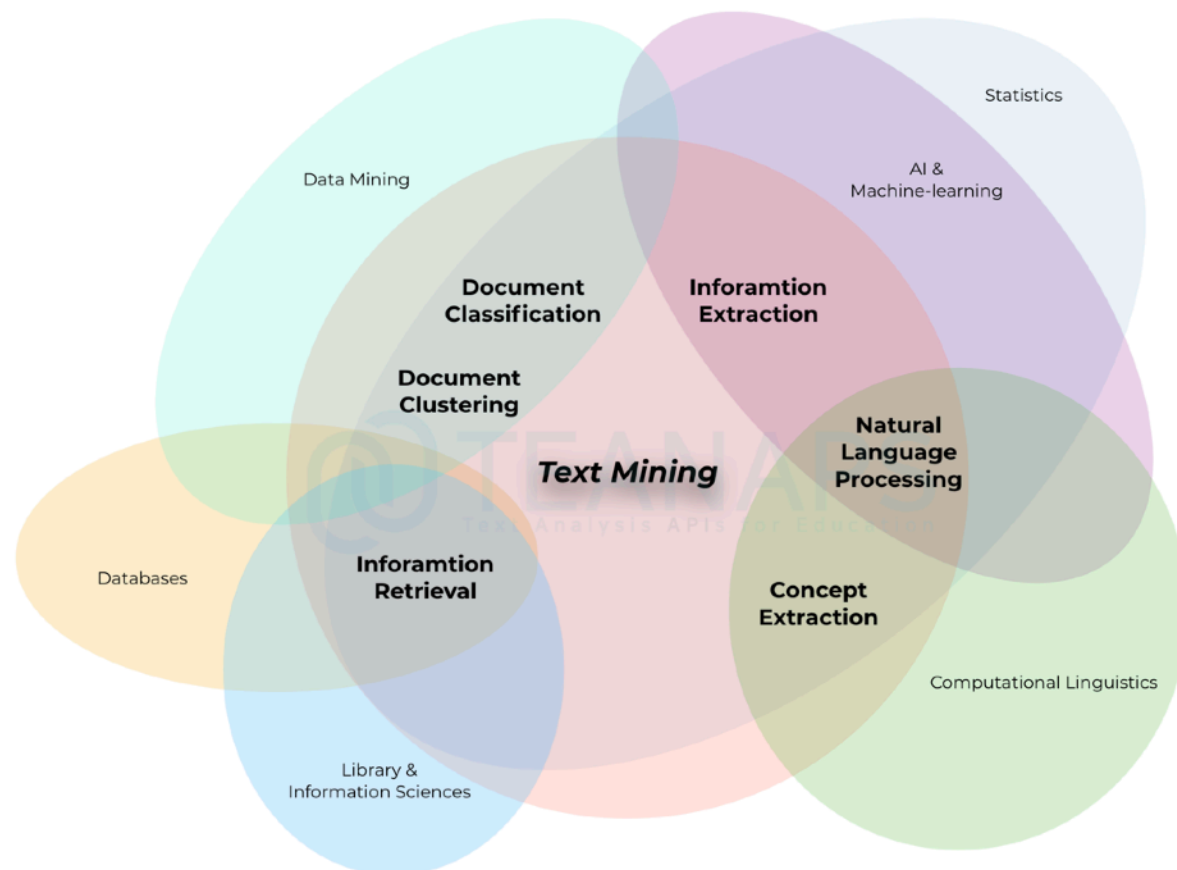 Statistics
Data Mining
AI &
Machine-learning
Document
Classification
Inforamtion
Extraction
Document
Clustering
Natural
Language
Processing
Text Mining
TEANAPS
Text Analysis APIs for Education
Inforamtion
Retrieval
Databases
Concept
Extraction
Computational Linguistics
Library &
Information Sciences